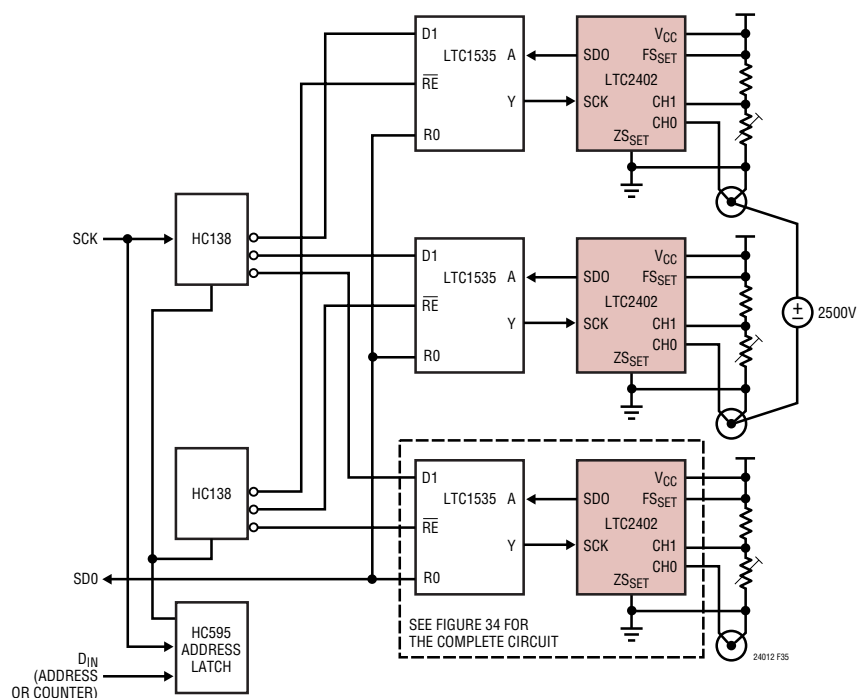 D1
LTC1535
A
RE
Y
R0
SDO
LTC2402
SCK
VCC
FSSET
CH1
CH0
ZSSET
SCK
HC138
D1
LTC1535
A
RE
Y
R0
SDO
LTC2402
SCK
VCC
FSSET
CH1
CH0
ZSSET
±
2500V
HC138
D1
LTC1535
A
RE
Y
R0
SDO
LTC2402
SCK
VCC
FSSET
CH1
CH0
ZSSET
SD0
SEE FIGURE 34 FOR
THE COMPLETE CIRCUIT
HC595
ADDRESS
LATCH
DIN
(ADDRESS
OR COUNTER)
24012 F35